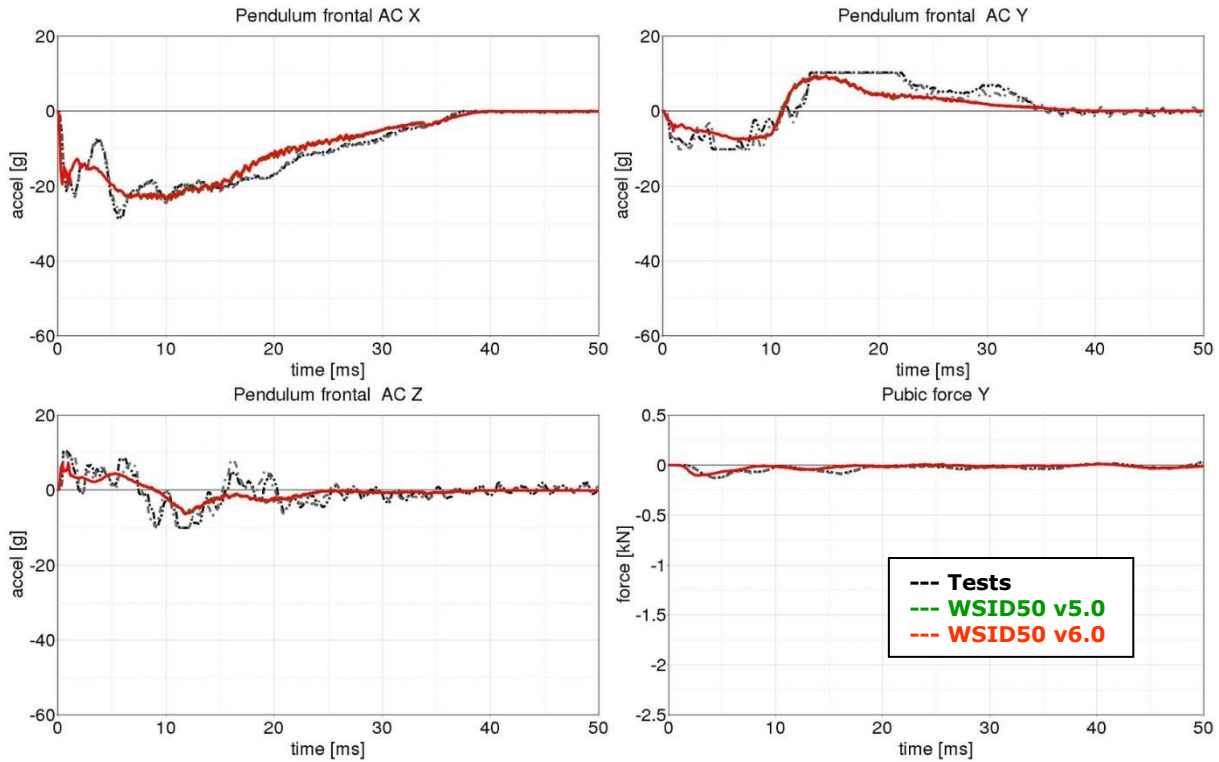 Pendulum frontal AC X
20
0
-20
-40
-60
accel [g]
0 10 20 30 40 50
time [ms]
Pendulum frontal  AC Y
20
0
-20
-40
-60
accel [g]
0 10 20 30 40 50
time [ms]
Pendulum frontal  AC Z
20
0
-20
-40
-60
accel [g]
0 10 20 30 40 50
time [ms]
Pubic force Y
0.5
0
-0.5
-1
-1.5
-2
-2.5
force [kN]
0 10 20 30 40 50
time [ms]
--- Tests
--- WSID50 v5.0
--- WSID50 v6.0